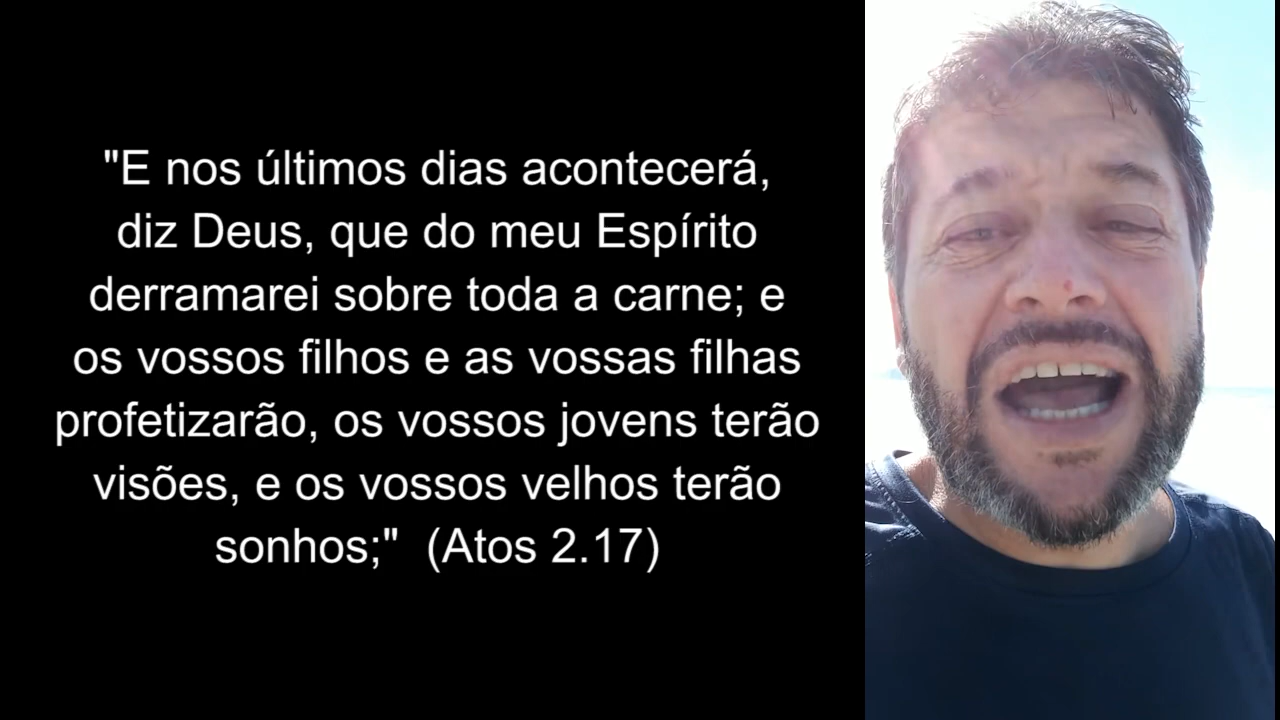 "E nos últimos dias acontecerá,
diz Deus, que do meu Espírito
derramarei sobre toda a carne; e
os vossos filhos e as vossas filhas
profetizarão, os vossos jovens terão
visões, e os vossos velhos terão
sonhos;"  (Atos 2.17)